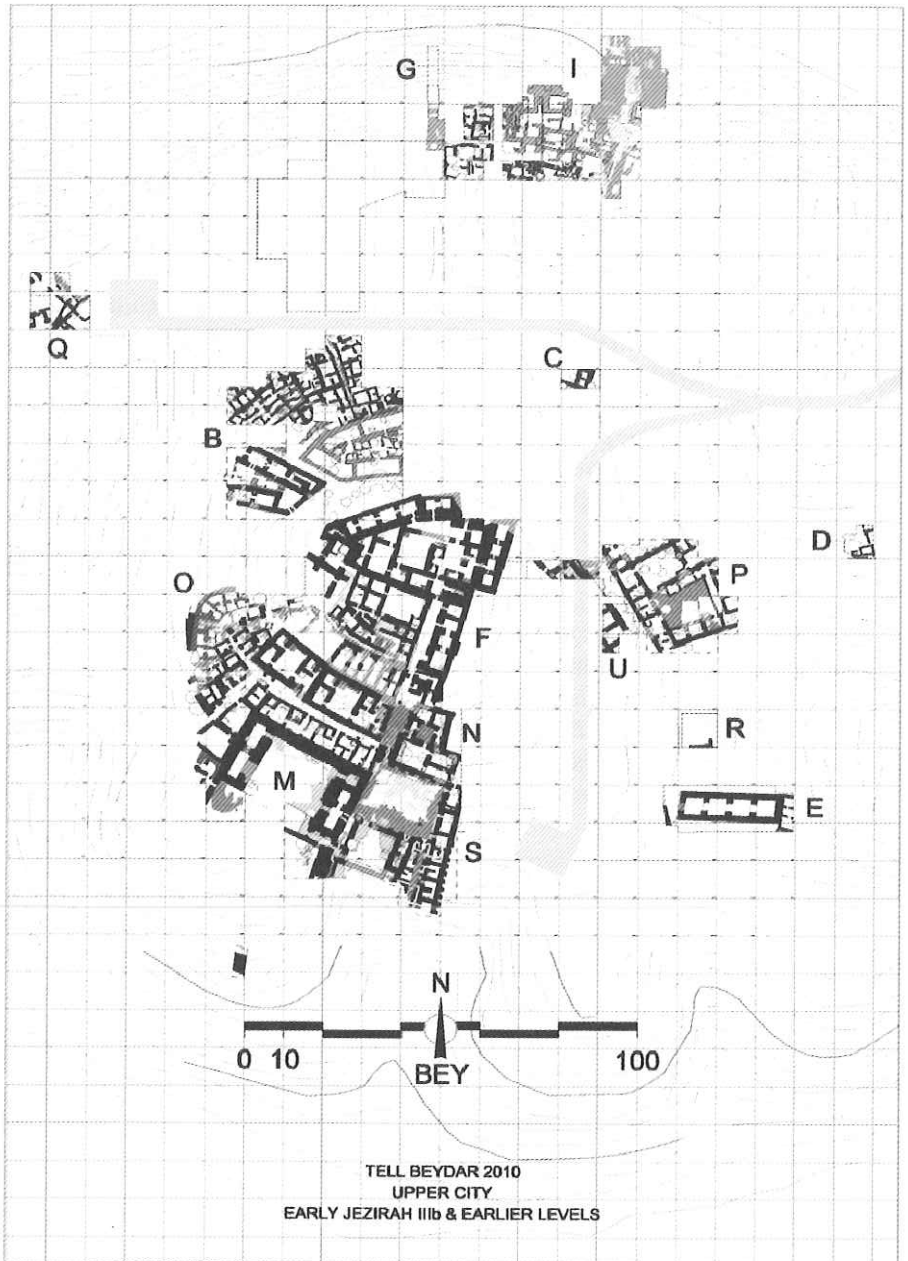 G
I
Q
C
B
D
O
P
F
U
N
R
M
E
S
N
0 10 100
BEY
TELL BEYDAR 2010
UPPER CITY
EARLY JEZIRAH IIIb & EARLIER LEVELS